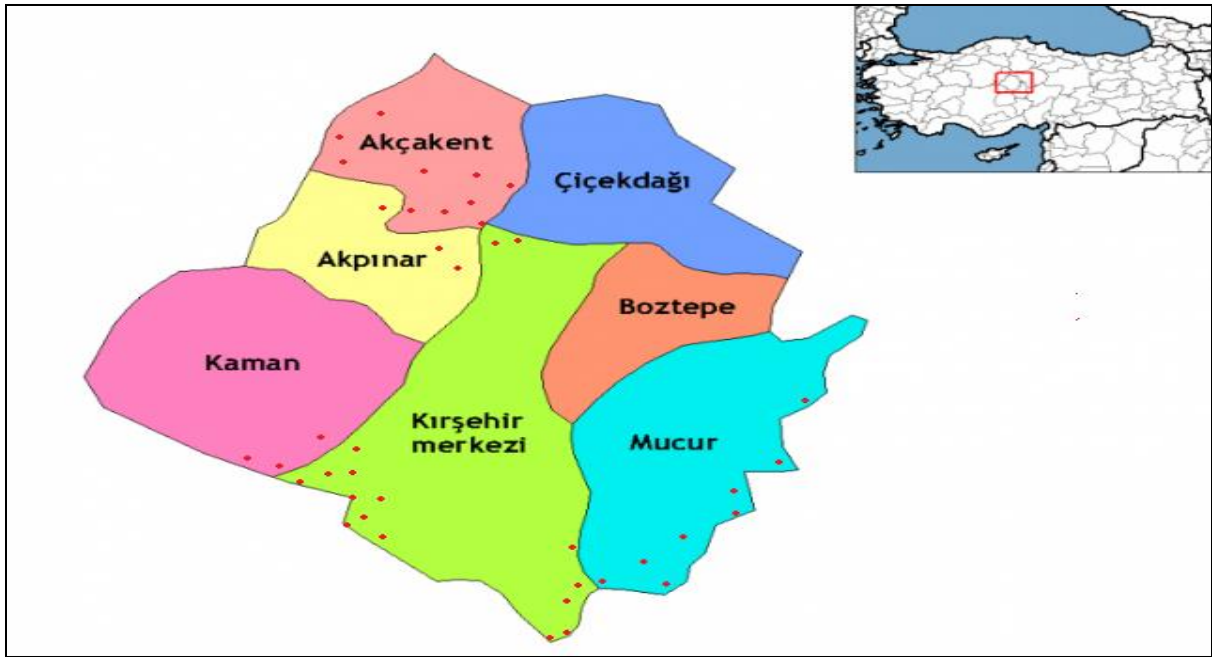 Akçakent
Çiçekdağı
Akpınar
Boztepe
Kaman
Kırşehir
merkezi
Mucur